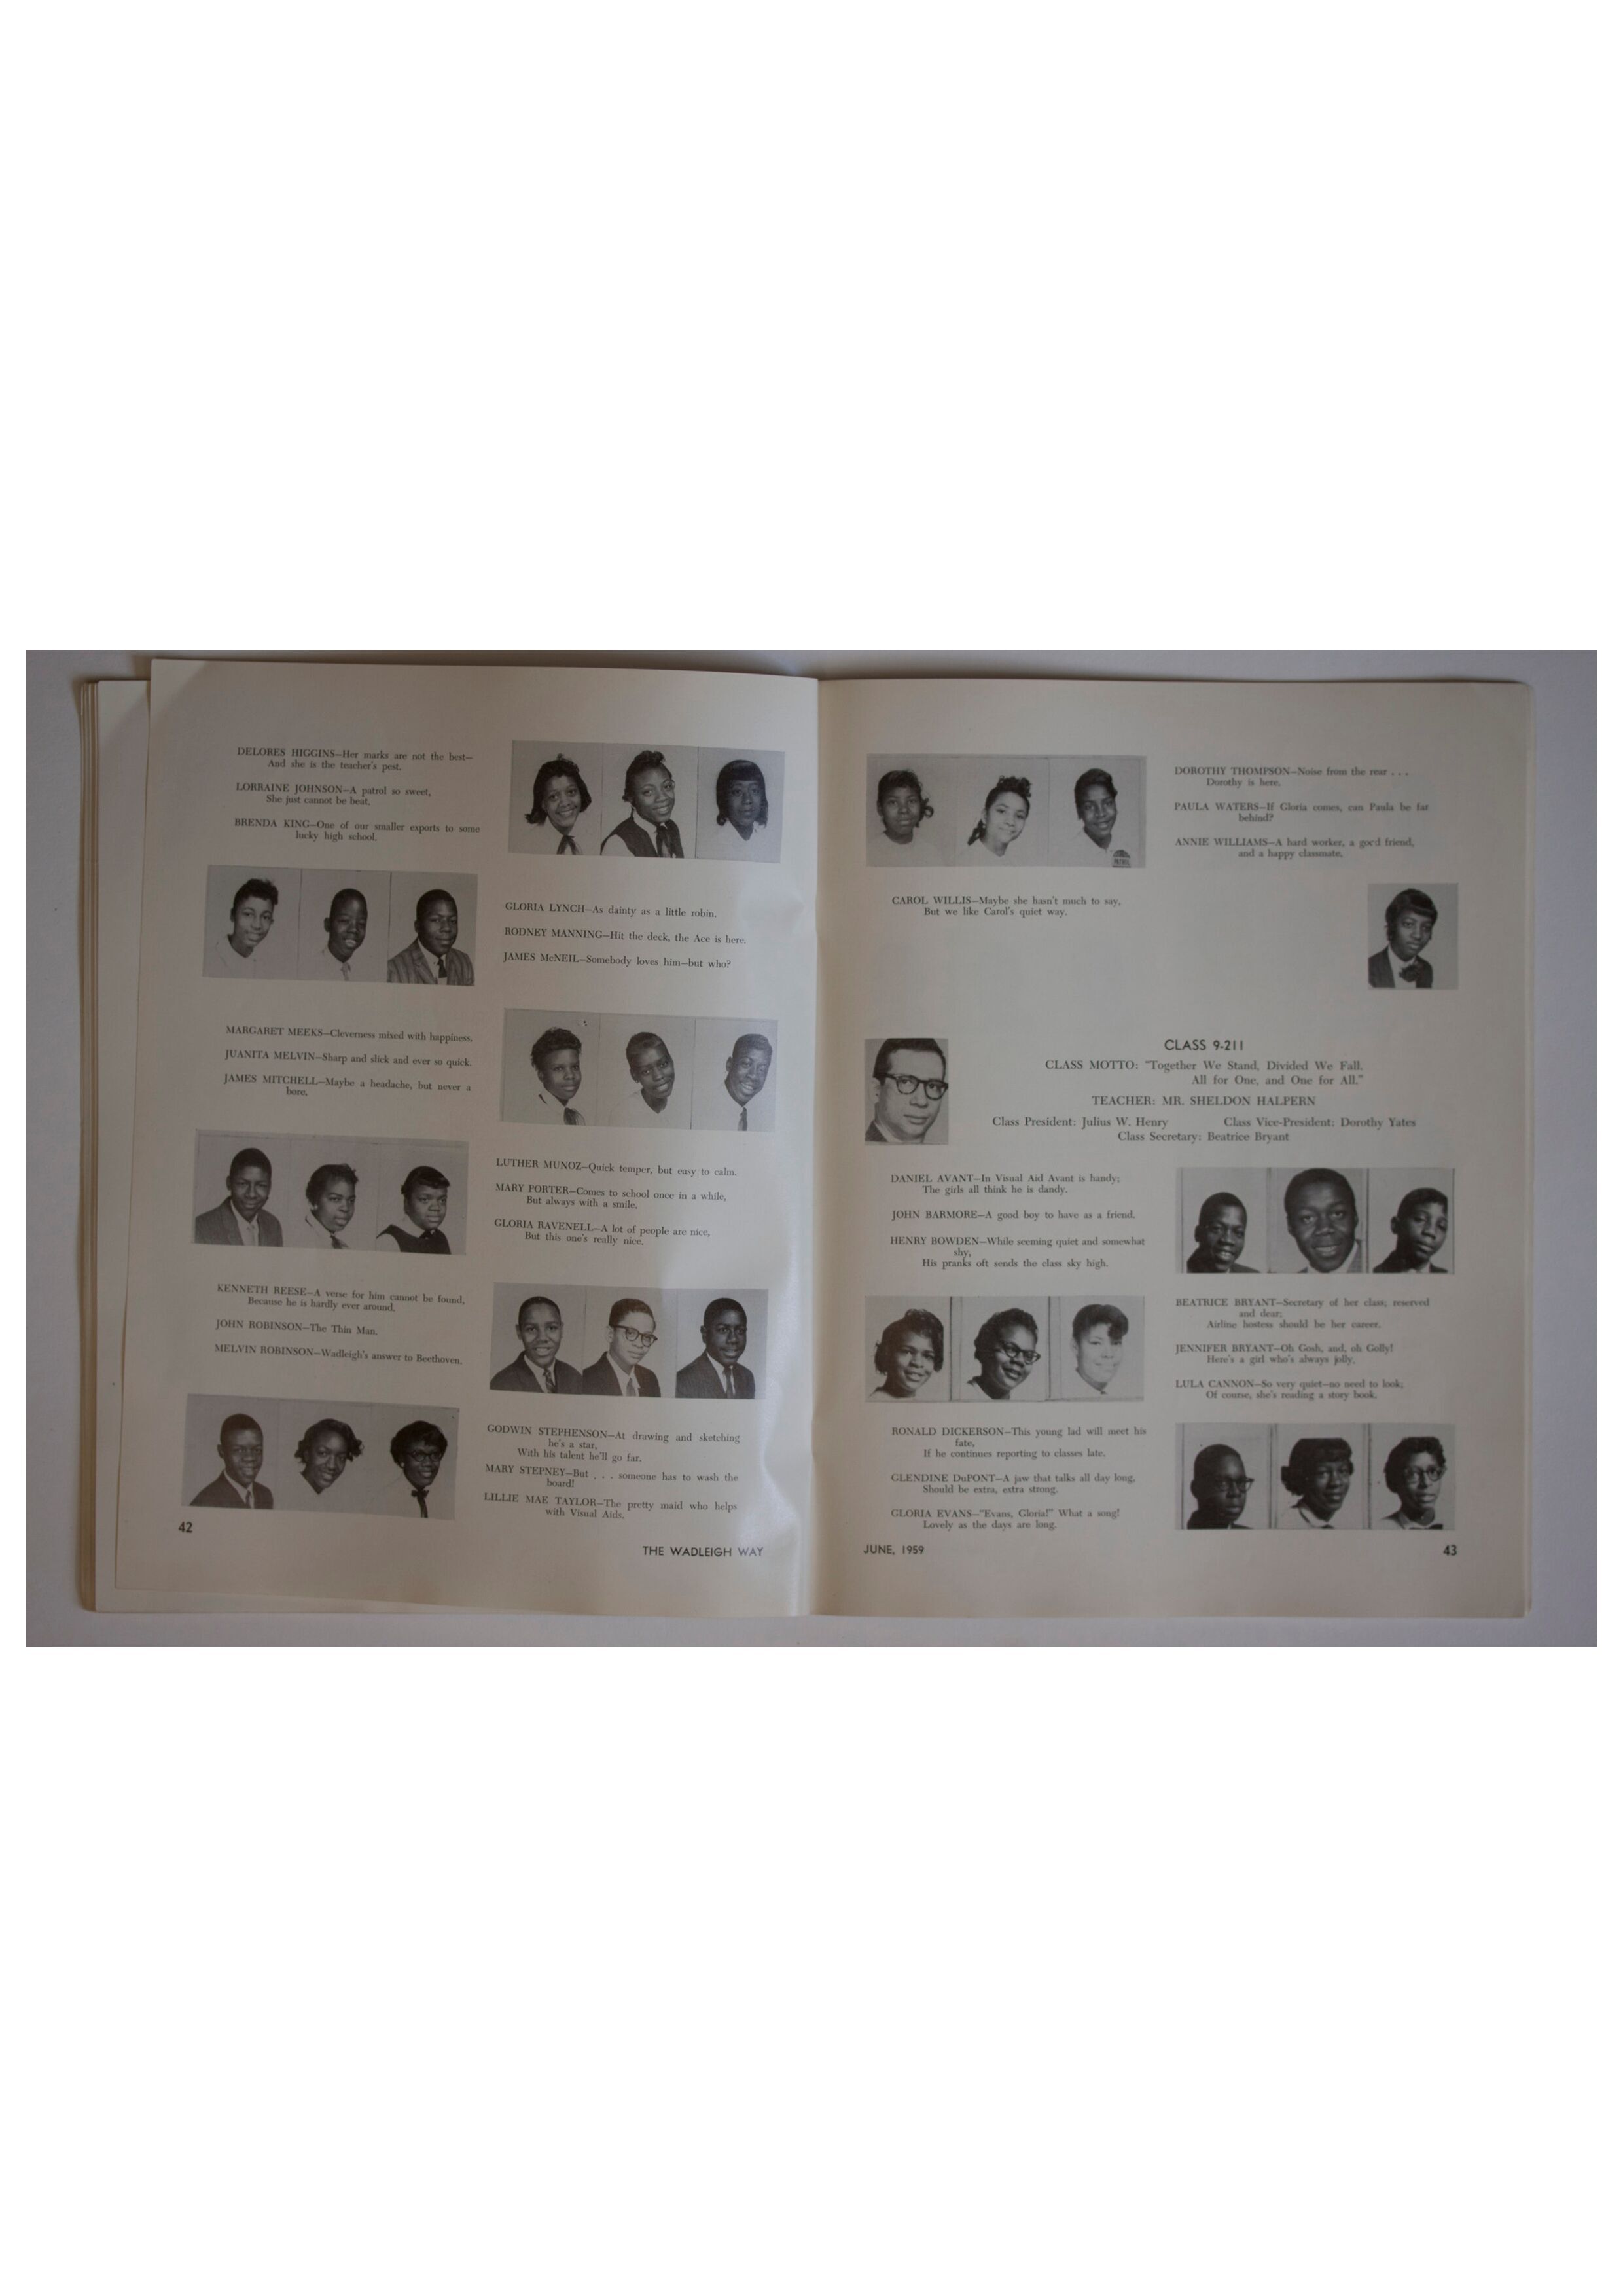 DELORES HIGGINS—Her marks are not the best—
And she is the teacher's pest.
LORRAINE JOHNSON—A patrol so sweet,
She just cannot be beat.
BRENDA KING—One of our smaller exports to some
lucky high school.
GLORIA LYNCH—As dainty as a little robin.
RODNEY MANNING—Hit the deck, the Ace is here.
JAMES McNEIL—Somebody loves him—but who?
MARGARET MEEKS—Cleverness mixed with happiness.
JUANITA MELVIN—Sharp and slick and ever so quick.
JAMES MITCHELL—Maybe a headache, but never a
bore.
LUTHER MUNOZ—Quick temper, but easy to calm.
MARY PORTER—Comes to school once in a while,
But always with a smile.
GLORIA RAVENELL—A lot of people are nice,
But this one's really nice.
KENNETH REESE—A verse for him cannot be found,
Because he is hardly ever around.
JOHN ROBINSON—The Thin Man.
MELVIN ROBINSON—Wadleigh's answer to Beethoven.
GODWIN STEPHENSON—At drawing and sketching
he's a star,
With his talent he'll go far.
MARY STEPNEY—But . . . someone has to wash the
board!
LILLIE MAE TAYLOR—The pretty maid who helps
with Visual Aids.
42
THE WADLEIGH WAY
DOROTHY THOMPSON—Noise from the rear . . .
Dorothy is here.
PAULA WATERS—If Gloria comes, can Paula be far
behind?
ANNIE WILLIAMS—A hard worker, a good friend,
and a happy classmate.
PATROL
CAROL WILLIS—Maybe she hasn't much to say,
But we like Carol's quiet way.
CLASS 9-211
CLASS MOTTO: "Together We Stand, Divided We Fall.
All for One, and One for All."
TEACHER: MR. SHELDON HALPERN
Class President: Julius W. Henry Class Vice-President: Dorothy Yates
Class Secretary: Beatrice Bryant
DANIEL AVANT—In Visual Aid Avant is handy;
The girls all think he is dandy.
JOHN BARMORE—A good boy to have as a friend.
HENRY BOWDEN—While seeming quiet and somewhat
shy,
His pranks oft sends the class sky high.
BEATRICE BRYANT—Secretary of her class; reserved
and dear;
Airline hostess should be her career.
JENNIFER BRYANT—Oh Gosh, and, oh Golly!
Here's a girl who's always jolly.
LULA CANNON—So very quiet—no need to look;
Of course, she's reading a story book.
RONALD DICKERSON—This young lad will meet his
fate,
If he continues reporting to classes late.
GLENDINE DuPONT—A jaw that talks all day long,
Should be extra, extra strong.
GLORIA EVANS—"Evans, Gloria!" What a song!
Lovely as the days are long.
JUNE, 1959
43